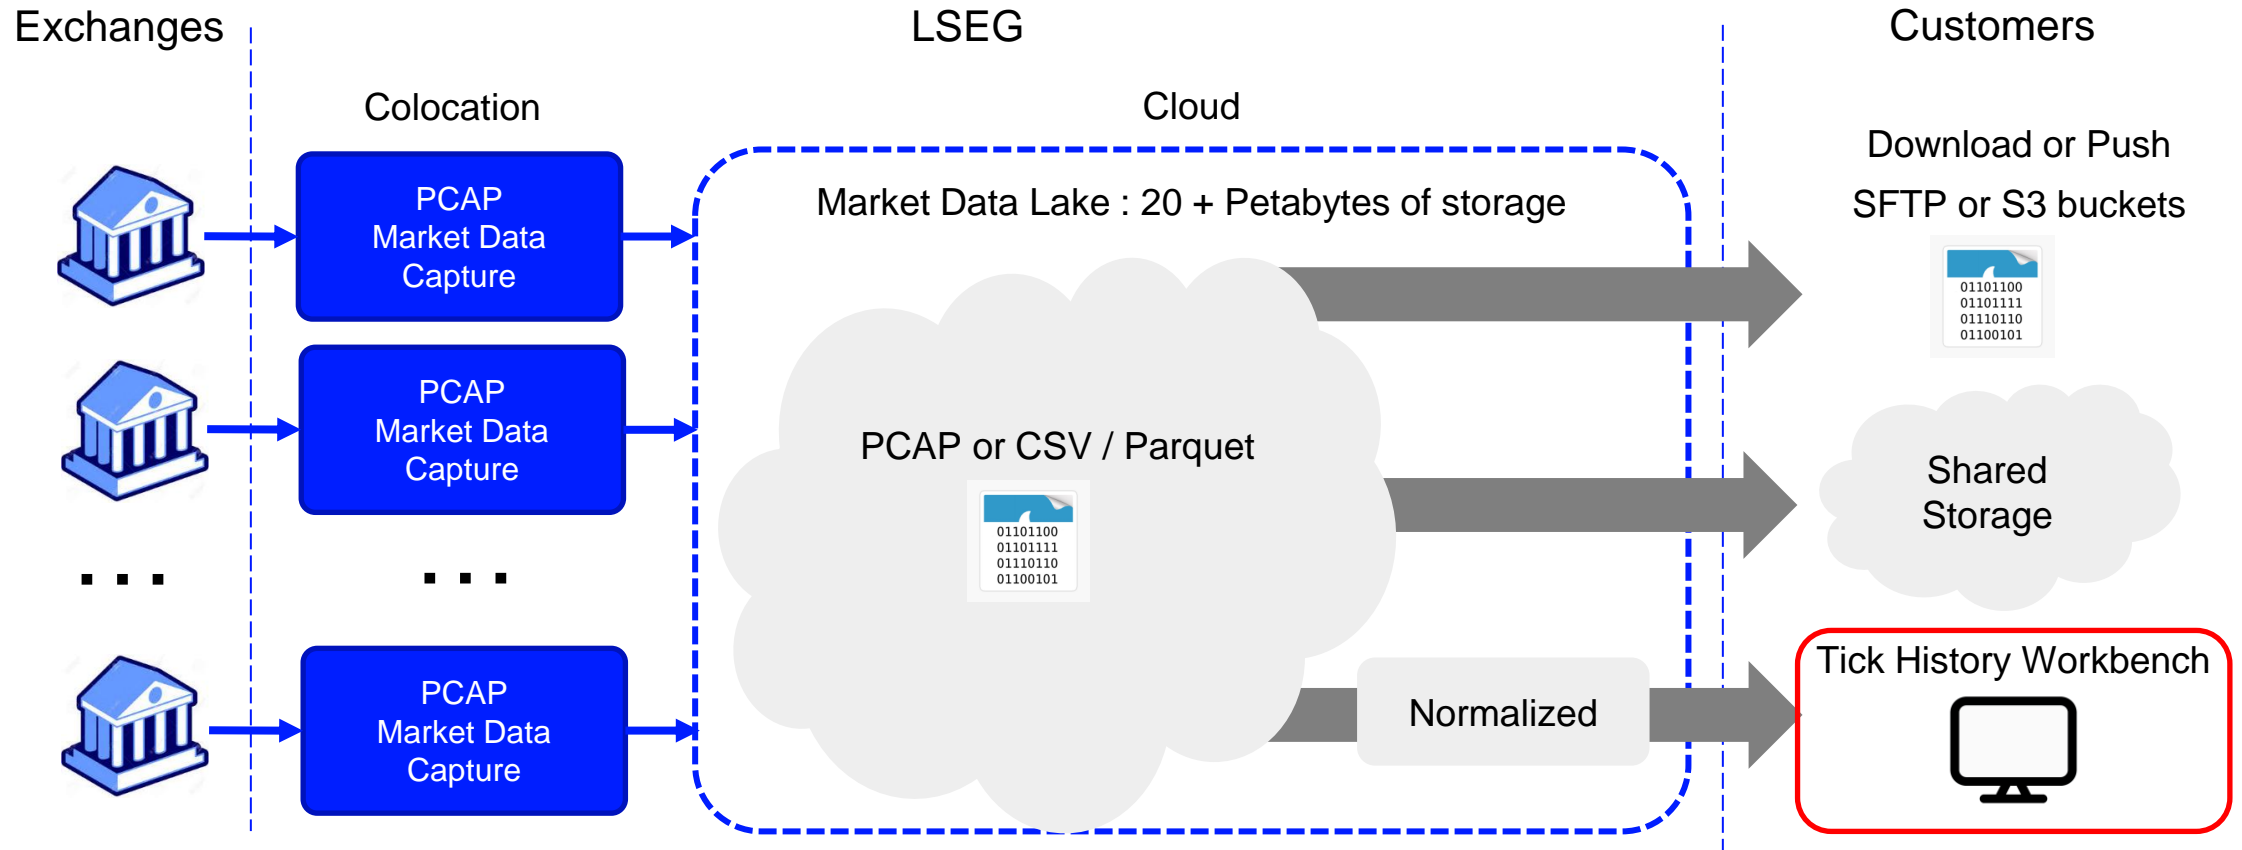 Exchanges
LSEG
Customers
Colocation
Cloud
PCAP
Market Data
Capture
PCAP
Market Data
Capture
. . .
. . .
PCAP
Market Data
Capture
Market Data Lake : 20 + Petabytes of storage
PCAP or CSV / Parquet
01101100
01101111
01110110
01100101
Normalized
Download or Push
SFTP or S3 buckets
01101100
01101111
01110110
01100101
Shared
Storage
Tick History Workbench